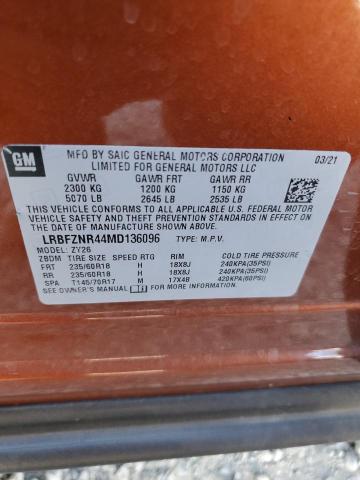 GM
MFD BY SAIC GENERAL MOTORS CORPORATION 03/21
LIMITED FOR GENERAL MOTORS LLC
GVWR GAWR FRT GAWR RR
2300 KG 1200 KG 1150 KG
5070 LB 2645 LB 2535 LB
THIS VEHICLE CONFORMS TO ALL APPLICABLE U.S. FEDERAL MOTOR
VEHICLE SAFETY AND THEFT PREVENTION STANDARDS IN
EFFECT ON THE DATE OF MANUFACTURE SHOWN ABOVE.
LRBFZNR44MD136096 TYPE: M.P.V.
MODEL: ZY26
ZBDM TIRE SIZE SPEED RTG RIM COLD TIRE PRESSURE
FRT 235/60R18 H 18X8J 240KPA(35PSI)
RR 235/60R18 H 18X8J 240KPA(35PSI)
SPA T145/70R17 M 17X4B 420KPA(60PSI)
SEE OWNER'S MANUAL FOR MORE INFORMATION.